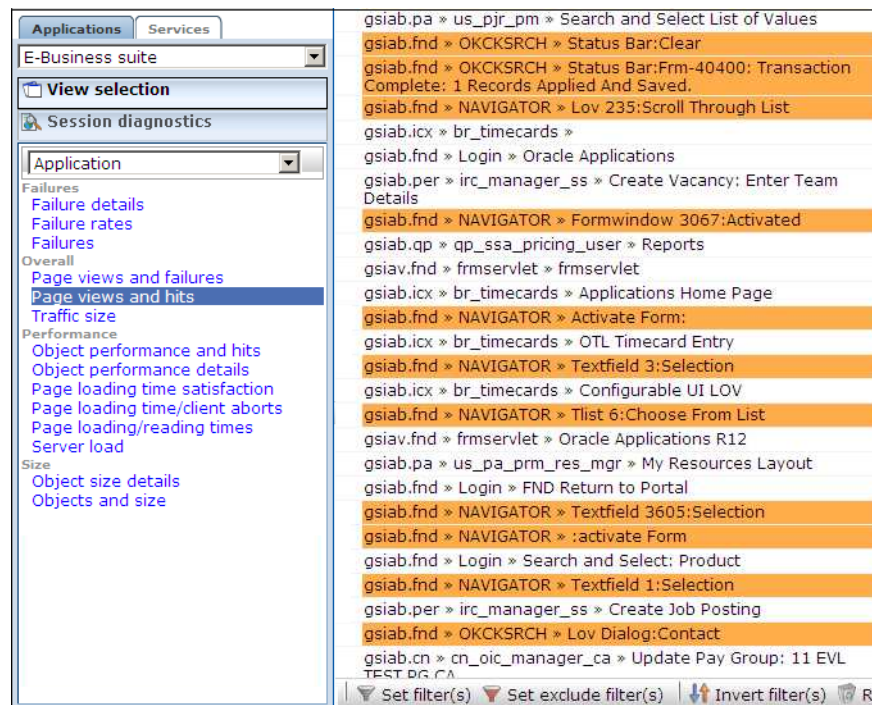 Applications Services
E-Business suite
View selection
Session diagnostics
Application
Failures
Failure details
Failure rates
Failures
Overall
Page views and failures
Page views and hits
Traffic size
Performance
Object performance and hits
Object performance details
Page loading time satisfaction
Page loading time/client aborts
Page loading/reading times
Server load
Size
Object size details
Objects and size
gsiab.pa » us_pjr_pm » Search and Select List of Values
gsiab.fnd » OKCKSRCH » Status Bar:Clear
gsiab.fnd » OKCKSRCH » Status Bar:Frm-40400: Transaction
Complete: 1 Records Applied And Saved.
gsiab.fnd » NAVIGATOR » Lov 235:Scroll Through List
gsiab.icx » br_timecards »
gsiab.fnd » Login » Oracle Applications
gsiab.per » irc_manager_ss » Create Vacancy: Enter Team
Details
gsiab.fnd » NAVIGATOR » Formwindow 3067:Activated
gsiab.qp » qp_ssa_pricing_user » Reports
gsiav.fnd » frmservlet » frmservlet
gsiab.icx » br_timecards » Applications Home Page
gsiab.fnd » NAVIGATOR » Activate Form:
gsiab.icx » br_timecards » OTL Timecard Entry
gsiab.fnd » NAVIGATOR » Textfield 3:Selection
gsiab.icx » br_timecards » Configurable UI LOV
gsiab.fnd » NAVIGATOR » Tlist 6:Choose From List
gsiav.fnd » frmservlet » Oracle Applications R12
gsiab.pa » us_pa_prm_res_mgr » My Resources Layout
gsiab.fnd » Login » FND Return to Portal
gsiab.fnd » NAVIGATOR » Textfield 3605:Selection
gsiab.fnd » NAVIGATOR » :activate Form
gsiab.fnd » Login » Search and Select: Product
gsiab.fnd » NAVIGATOR » Textfield 1:Selection
gsiab.per » irc_manager_ss » Create Job Posting
gsiab.fnd » OKCKSRCH » Lov Dialog:Contact
gsiab.cn » cn_oic_manager_ca » Update Pay Group: 11 EVL
TEST PG CA
Set filter(s) Set exclude filter(s) Invert filter(s) R